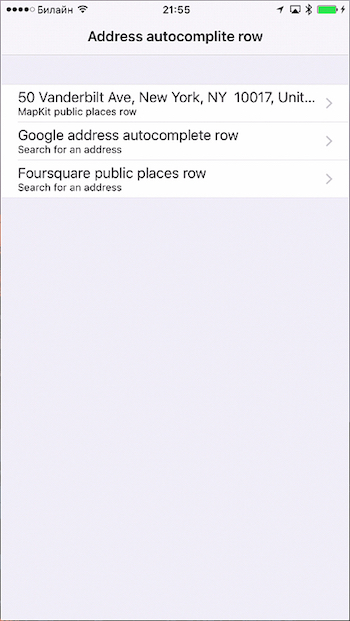 Билайн 21:55
Address autocomplite row
50 Vanderbilt Ave, New York, NY  10017, Unit...
MapKit public places row
Google address autocomplete row
Search for an address
Foursquare public places row
Search for an address